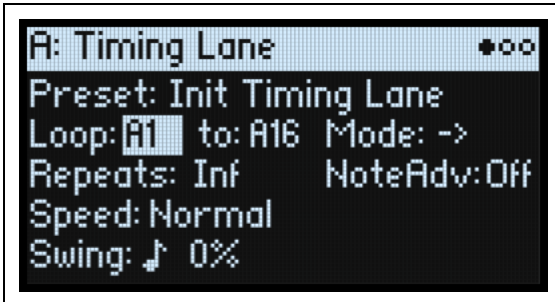 A: Timing Lane
Preset: Init Timing Lane
Loop: A1 to: A16 Mode: ->
Repeats: Inf NoteAdv: Off
Speed: Normal
Swing: ♪ 0%